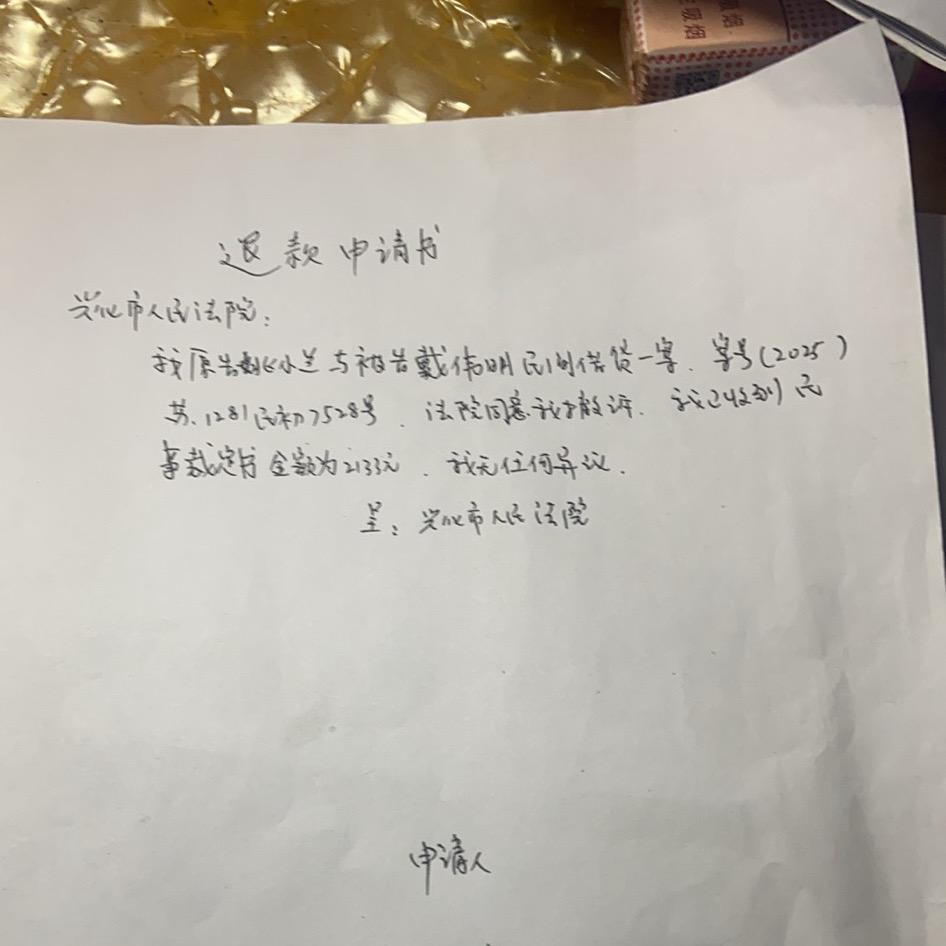 吸烟
退款申请书
兴化市人民法院:
我原告 小兰与被告戴伟明民间借贷一案.案号(2025)
苏.1281民初7528号.法院同意我方撤诉.我已收到民
事裁定书金额为2133元.我无任何异议.
呈:兴化市人民法院
申请人